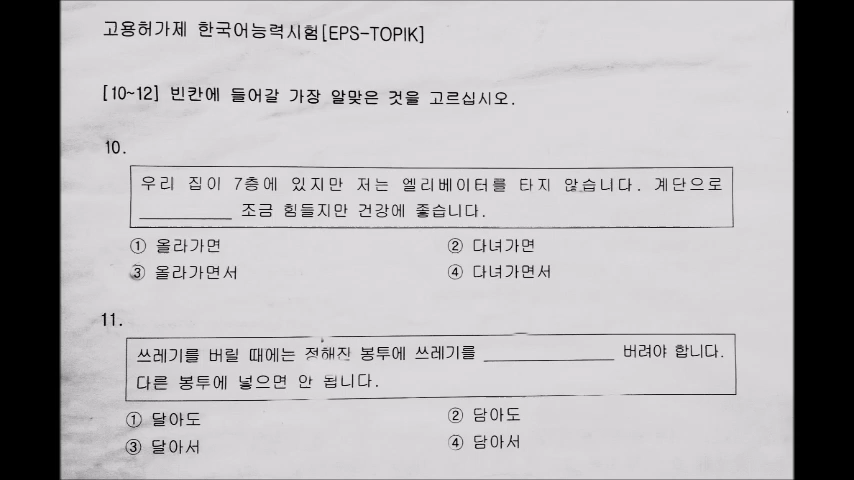 고용허가제 한국어능력시험[EPS-TOPIK]
[10~12] 빈칸에 들어갈 가장 알맞은 것을 고르십시오.
10.
우리 집이 7층에 있지만 저는 엘리베이터를 타지 않습니다. 계단으로
__________ 조금 힘들지만 건강에 좋습니다.
① 올라가면 ② 다녀가면
③ 올라가면서 ④ 다녀가면서
11.
쓰레기를 버릴 때에는 정해진 봉투에 쓰레기를 ______________ 버려야 합니다.
다른 봉투에 넣으면 안 됩니다.
① 달아도 ② 담아도
③ 달아서 ④ 담아서